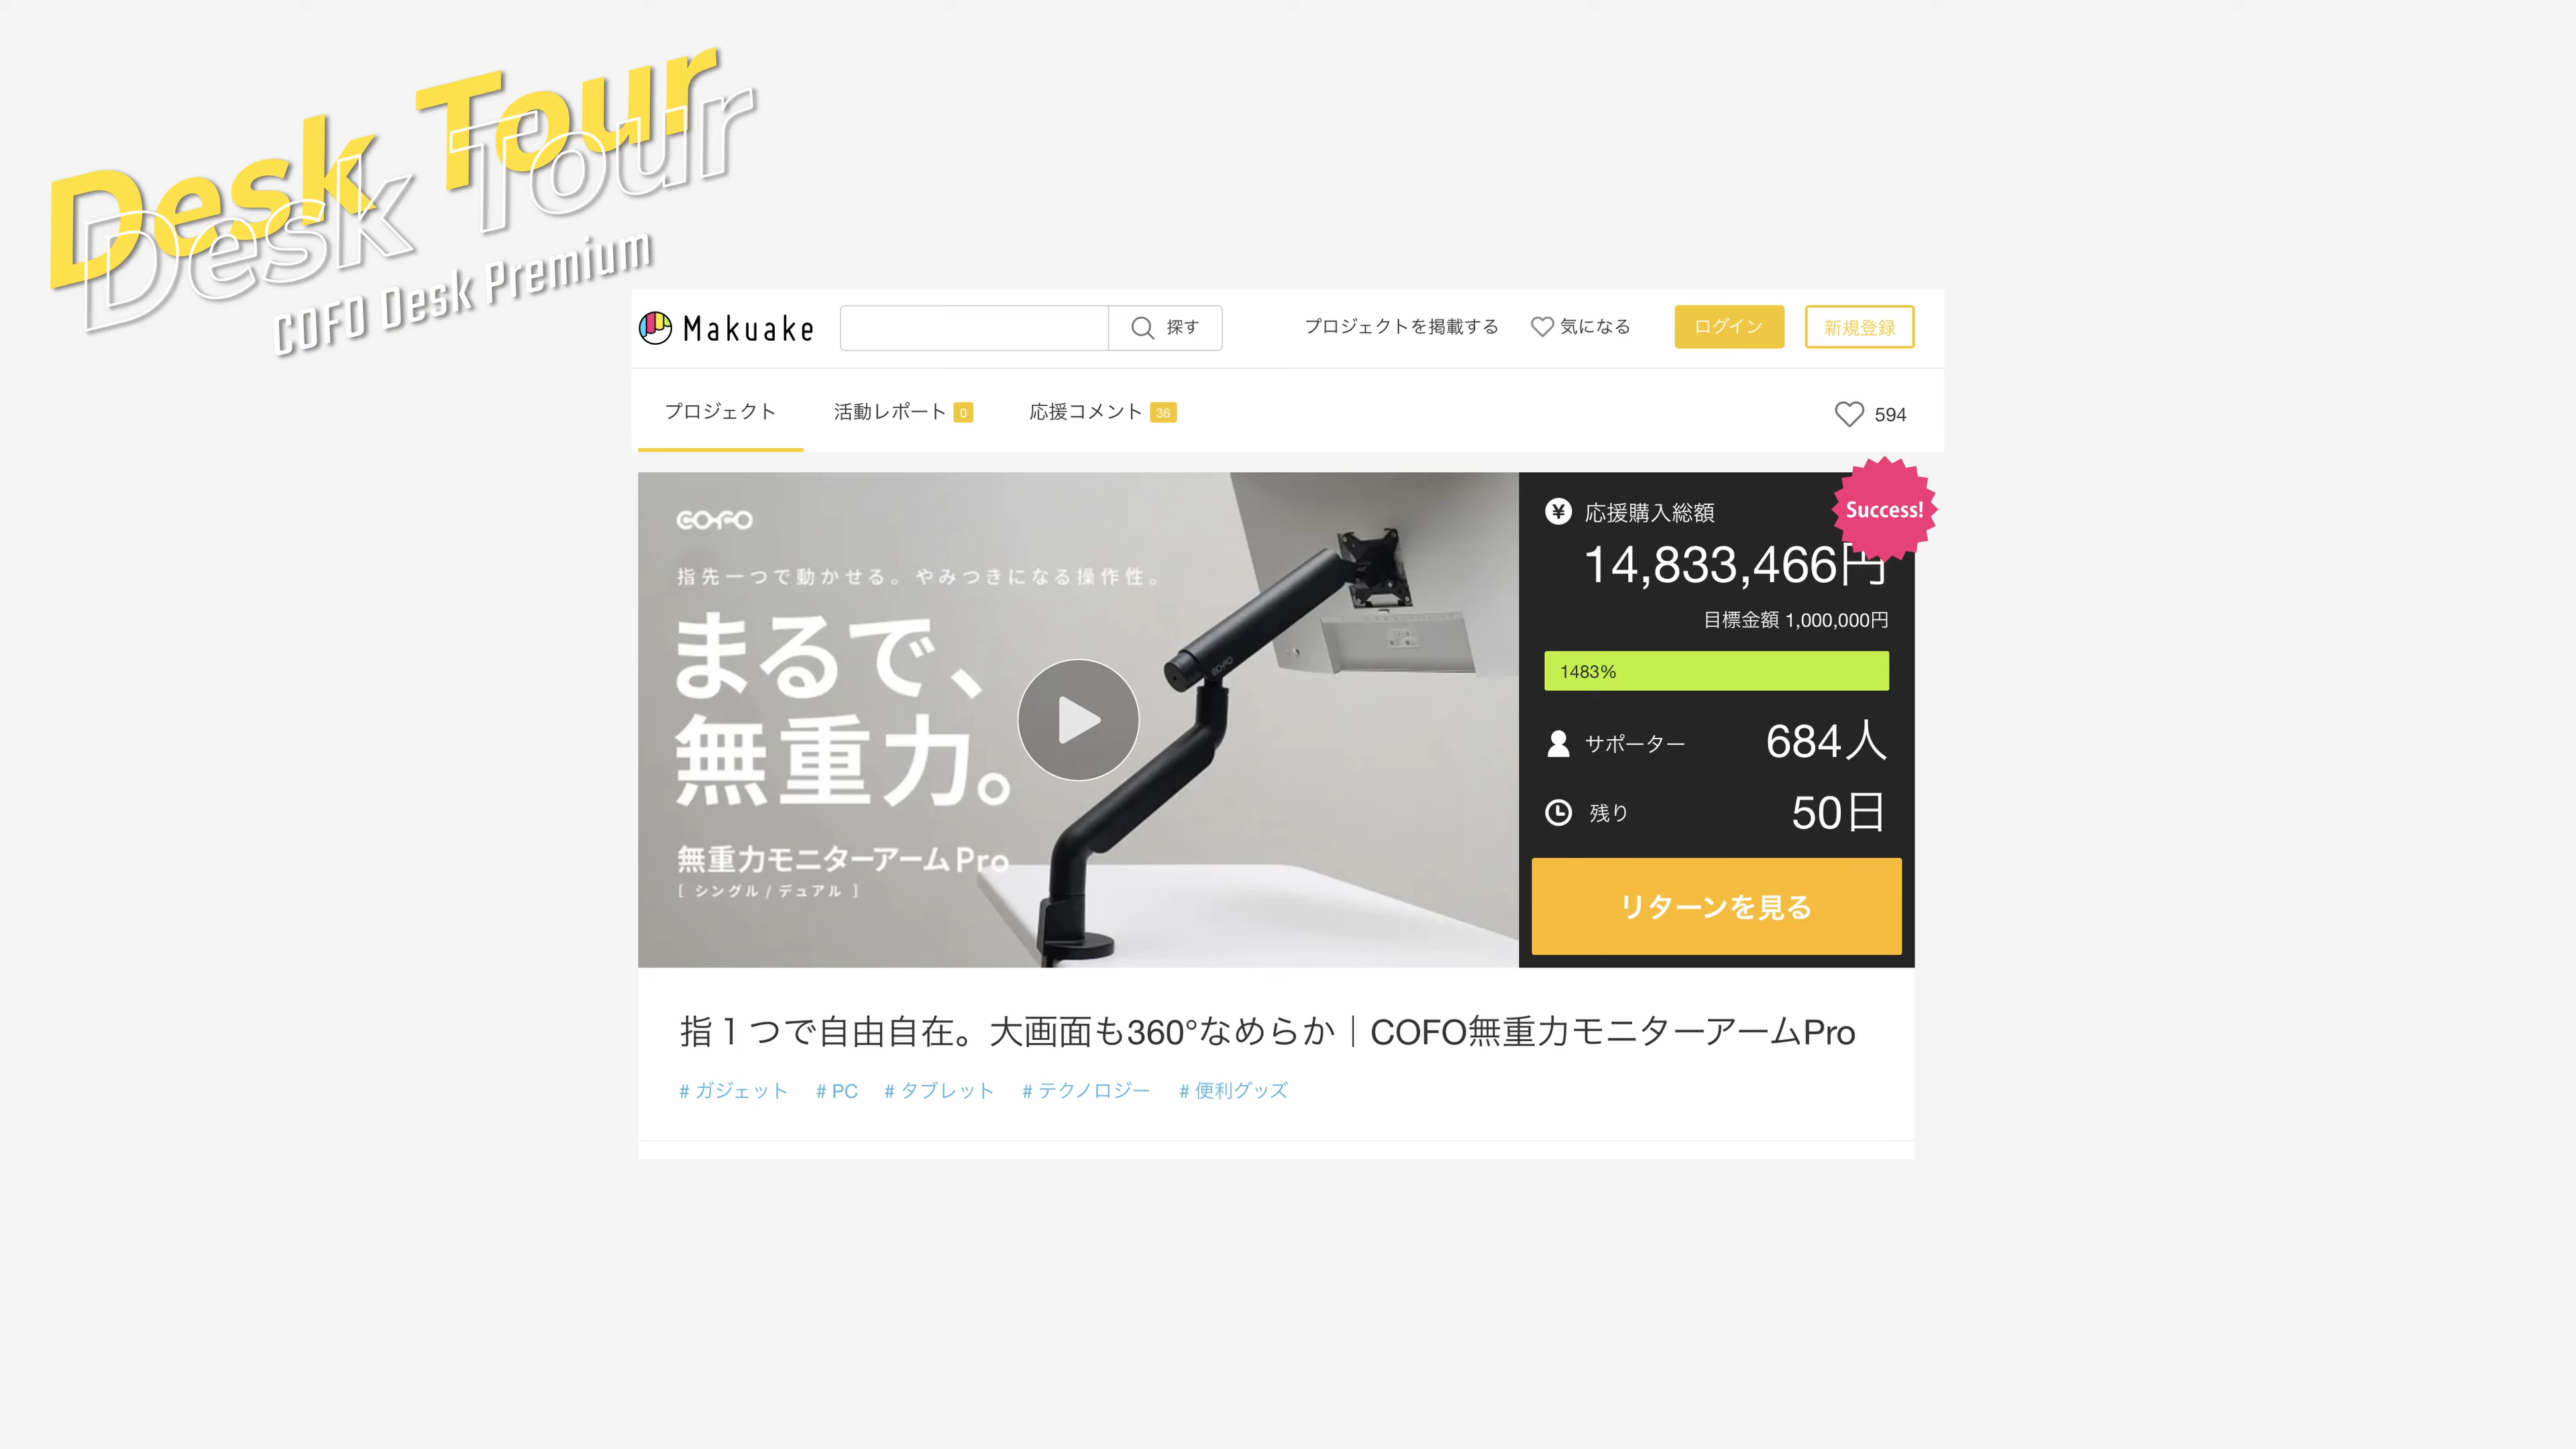 Desk Tour
Desk Tour
COFO Desk Premium
Makuake
探す
プロジェクトを掲載する
気になる
ログイン
新規登録
プロジェクト
活動レポート 0
応援コメント 36
594
COFO
指先一つで動かせる。やみつきになる操作性。
まるで、
無重力。
無重力モニターアームPro
[ シングル / デュアル ]
COFO
Success!
¥ 応援購入総額
14,833,466円
目標金額 1,000,000円
1483%
サポーター 684人
残り 50日
リターンを見る
指１つで自由自在。大画面も360°なめらか｜COFO無重力モニターアームPro
# ガジェット # PC # タブレット # テクノロジー # 便利グッズ